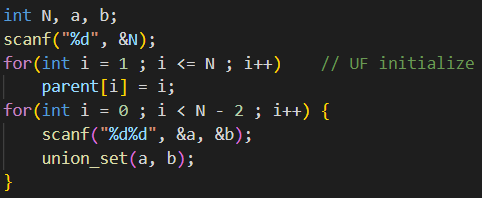 int N, a, b;
scanf("%d", &N);
for(int i = 1 ; i <= N ; i++)    // UF initialize
    parent[i] = i;
for(int i = 0 ; i < N - 2 ; i++) {
    scanf("%d%d", &a, &b);
    union_set(a, b);
}